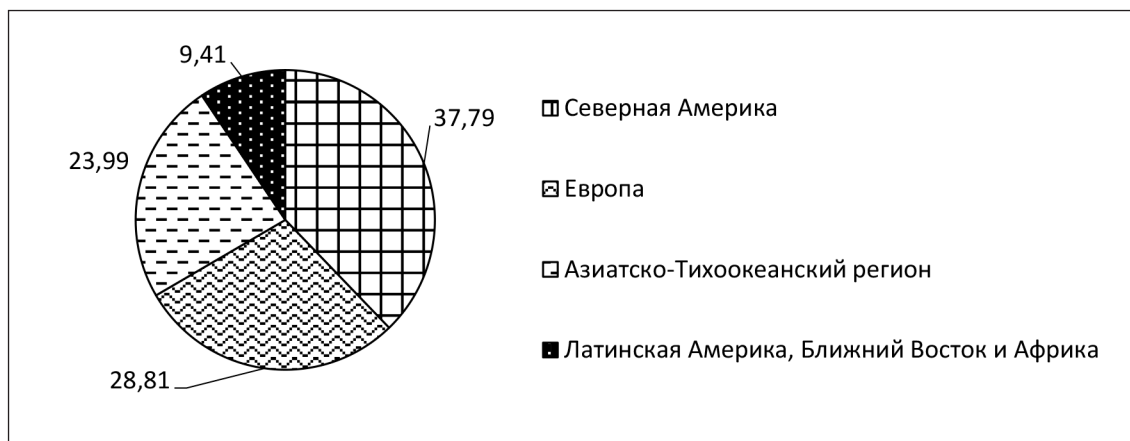 9,41
37,79
23,99
28,81
Северная Америка
Европа
Азиатско-Тихоокеанский регион
Латинская Америка, Ближний Восток и Африка